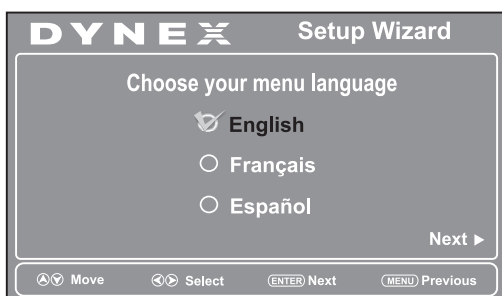 DYNEX Setup Wizard
Choose your menu language
English
Français
Español
Next
Move Select ENTER Next MENU Previous